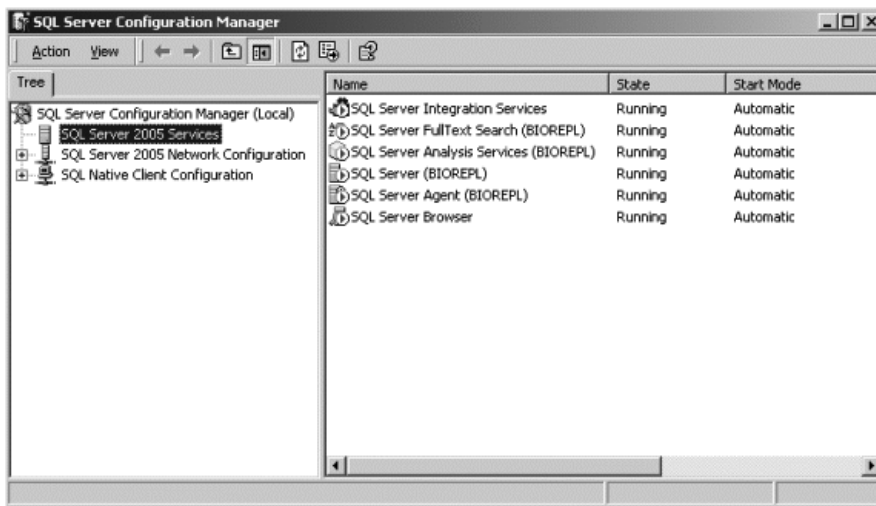 SQL Server Configuration Manager
Action View
Tree
SQL Server Configuration Manager (Local)
SQL Server 2005 Services
SQL Server 2005 Network Configuration
SQL Native Client Configuration
Name State Start Mode
SQL Server Integration Services Running Automatic
SQL Server FullText Search (BIOREPL) Running Automatic
SQL Server Analysis Services (BIOREPL) Running Automatic
SQL Server (BIOREPL) Running Automatic
SQL Server Agent (BIOREPL) Running Automatic
SQL Server Browser Running Automatic